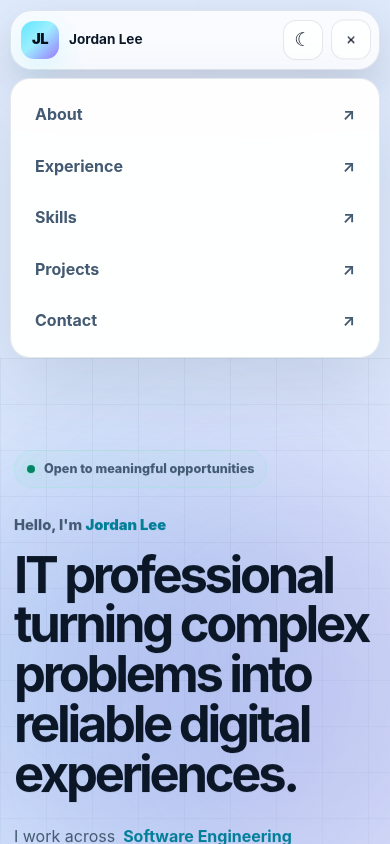 JL Jordan Lee
About
Experience
Skills
Projects
Contact
Open to meaningful opportunities
Hello, I'm Jordan Lee
IT professional
turning complex
problems into
reliable digital
experiences.
I work across Software Engineering